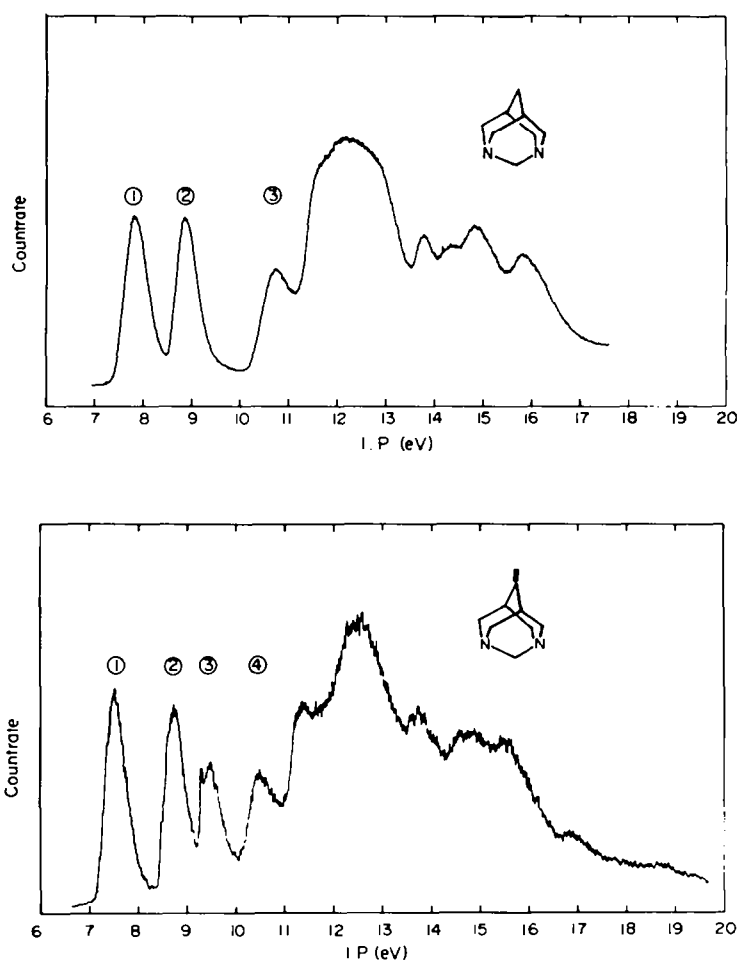 ① ② ③
N N
Countrate
6 7 8 9 10 11 12 13 14 15 16 17 18 19 20
I. P (eV)
① ② ③ ④
N N
Countrate
6 7 8 9 10 11 12 13 14 15 16 17 18 19 20
I P (eV)